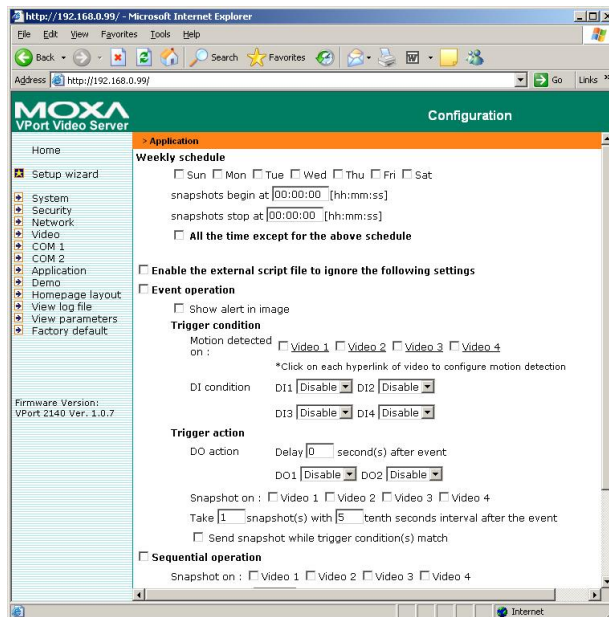 http://192.168.0.99/ - Microsoft Internet Explorer
File Edit View Favorites Tools Help
Back Search Favorites
Address http://192.168.0.99/ Go Links »
MOXA
VPort Video Server
Configuration
Home
Setup wizard
System
Security
Network
Video
COM 1
COM 2
Application
Demo
Homepage layout
View log file
View parameters
Factory default
Firmware Version:
VPort 2140 Ver. 1.0.7
> Application
Weekly schedule
Sun Mon Tue Wed Thu Fri Sat
snapshots begin at 00:00:00 [hh:mm:ss]
snapshots stop at 00:00:00 [hh:mm:ss]
All the time except for the above schedule
Enable the external script file to ignore the following settings
Event operation
Show alert in image
Trigger condition
Motion detected on : Video 1 Video 2 Video 3 Video 4
*Click on each hyperlink of video to configure motion detection
DI condition DI1 Disable DI2 Disable
DI3 Disable DI4 Disable
Trigger action
DO action Delay 0 second(s) after event
DO1 Disable DO2 Disable
Snapshot on : Video 1 Video 2 Video 3 Video 4
Take 1 snapshot(s) with 5 tenth seconds interval after the event
Send snapshot while trigger condition(s) match
Sequential operation
Snapshot on : Video 1 Video 2 Video 3 Video 4
Internet